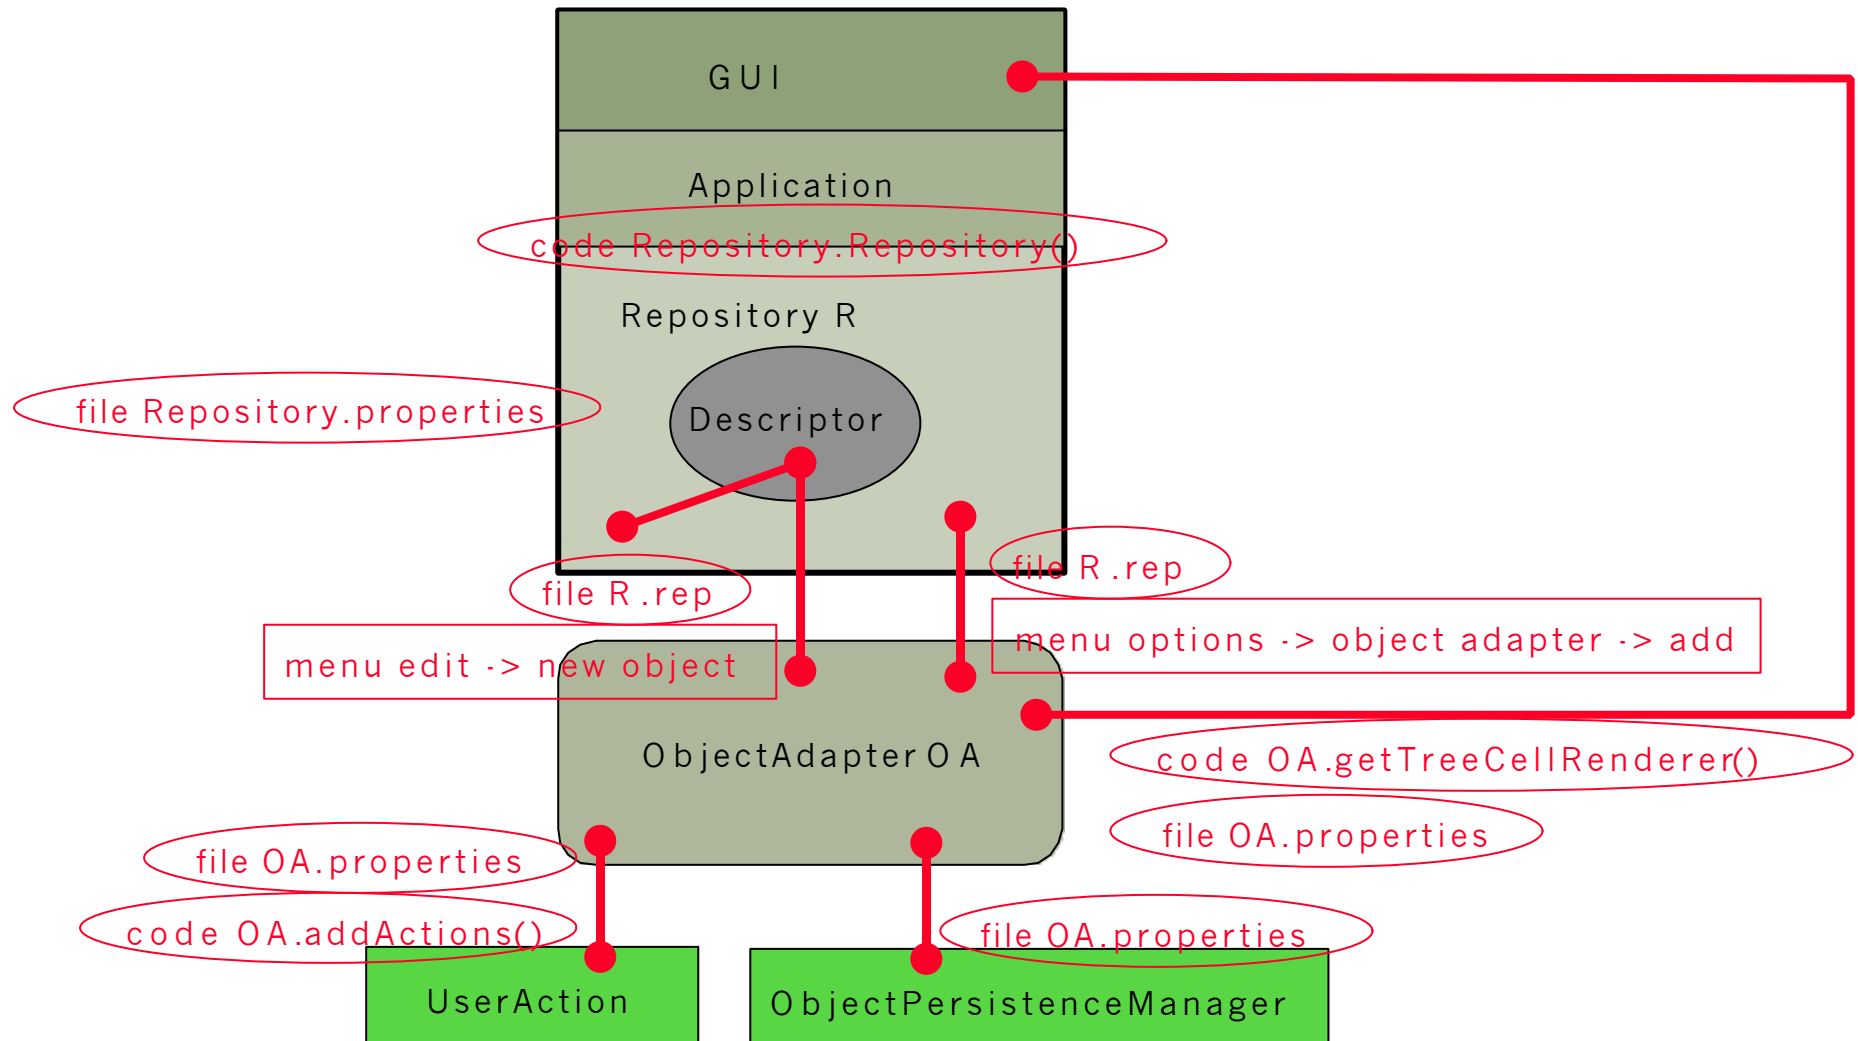 GUI
Application
code Repository.Repository()
Repository R
file Repository.properties
Descriptor
file R.rep
file R.rep
menu edit -> new object
menu options -> object adapter -> add
ObjectAdapter OA
code OA.getTreeCellRenderer()
file OA.properties
file OA.properties
code OA.addActions()
file OA.properties
UserAction
ObjectPersistenceManager